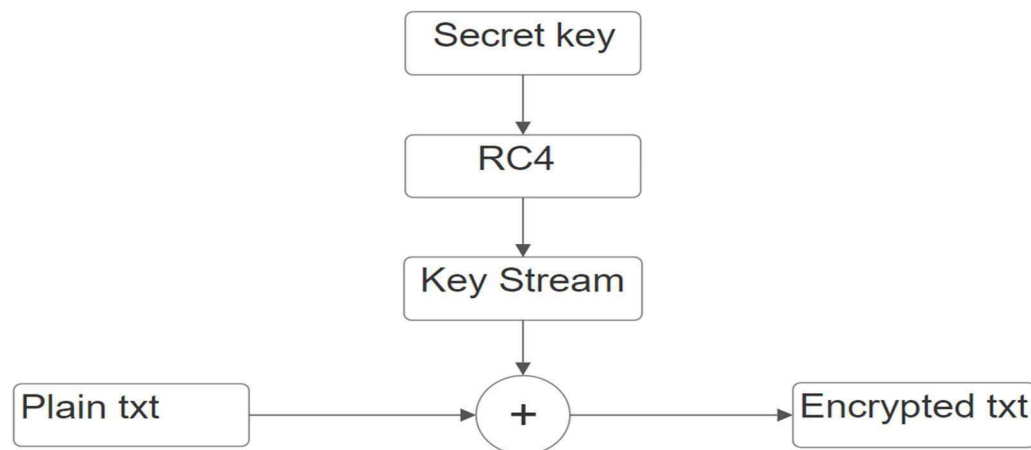 Secret key
RC4
Key Stream
Plain txt
+
Encrypted txt